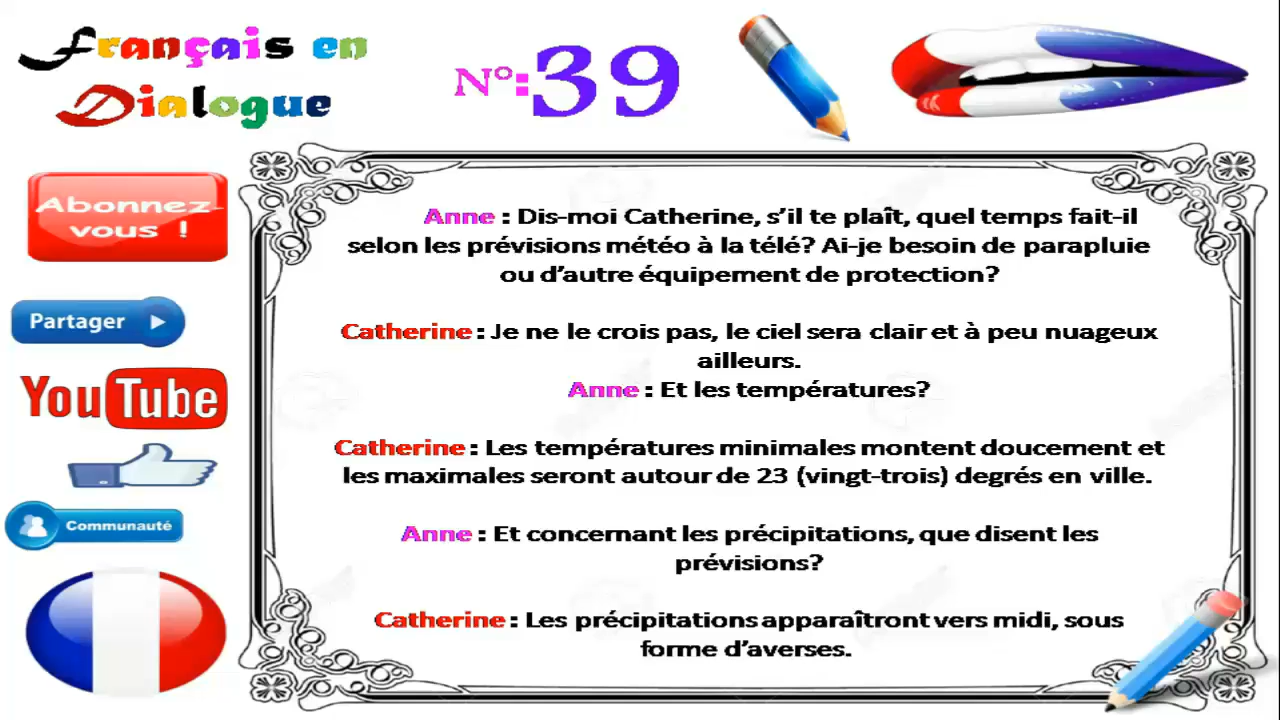 Français en
Dialogue
N°:39
Abonnez-
vous !
Partager
YouTube
Communauté
Anne : Dis-moi Catherine, s’il te plaît, quel temps fait-il
selon les prévisions météo à la télé? Ai-je besoin de parapluie
ou d’autre équipement de protection?
Catherine : Je ne le crois pas, le ciel sera clair et à peu nuageux
ailleurs.
Anne : Et les températures?
Catherine : Les températures minimales montent doucement et
les maximales seront autour de 23 (vingt-trois) degrés en ville.
Anne : Et concernant les précipitations, que disent les
prévisions?
Catherine : Les précipitations apparaîtront vers midi, sous
forme d’averses.